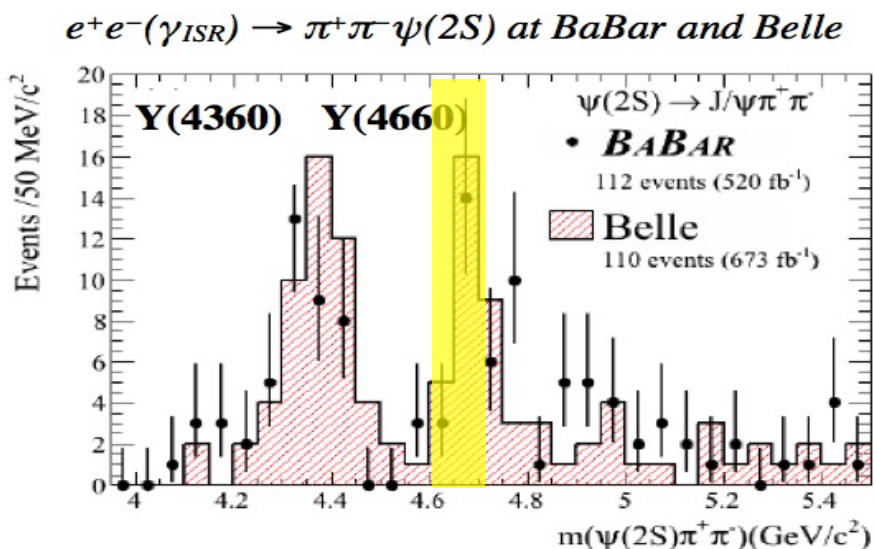 e⁺e⁻(γISR) → π⁺π⁻ψ(2S) at BaBar and Belle
Events /50 MeV/c²
20
18
16
14
12
10
8
6
4
2
0
Y(4360) Y(4660)
ψ(2S) → J/ψπ⁺π⁻
BABAR
112 events (520 fb⁻¹)
Belle
110 events (673 fb⁻¹)
4 4.2 4.4 4.6 4.8 5 5.2 5.4
m(ψ(2S)π⁺π⁻)(GeV/c²)